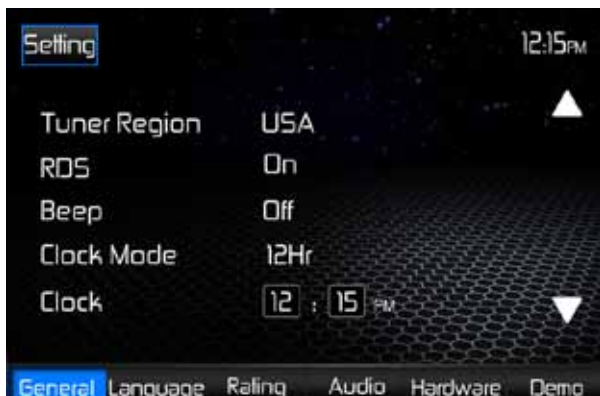 Setting 12:15PM
Tuner Region USA
RDS On
Beep Off
Clock Mode 12Hr
Clock 12 : 15 PM
General Language Rating Audio Hardware Demo